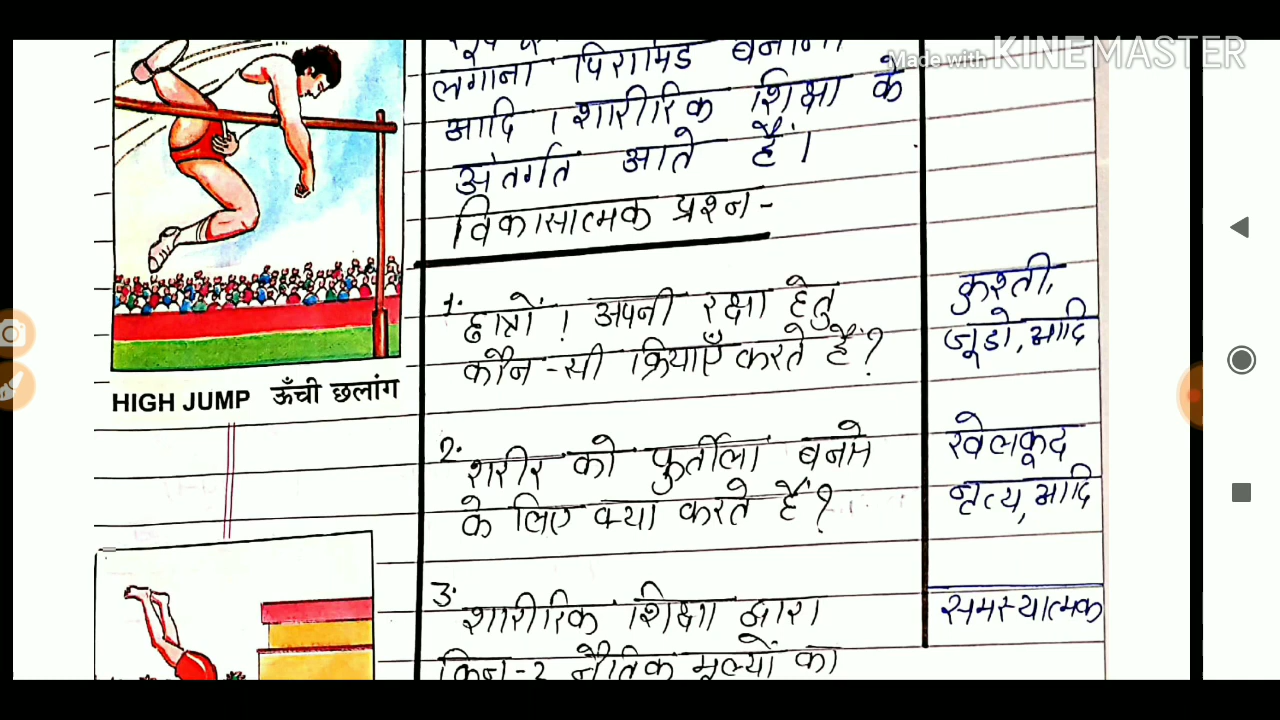 Made with KINEMASTER
लगाना पिरामिड बनाना
आदि । शारीरिक शिक्षा के
अंतर्गत आते हैं।
विकासात्मक प्रश्न-
1. छात्रों ! अपनी रक्षा हेतु
कौन-सी क्रियाएँ करते हैं?
कुश्ती,
जूडो, आदि
HIGH JUMP ऊँची छलांग
2. शरीर को फुर्तीला बनाने
के लिए क्या करते हैं?
खेलकूद
नृत्य, आदि
3. शारीरिक शिक्षा द्वारा
किन-2 नैतिक मूल्यों का
समस्यात्मक